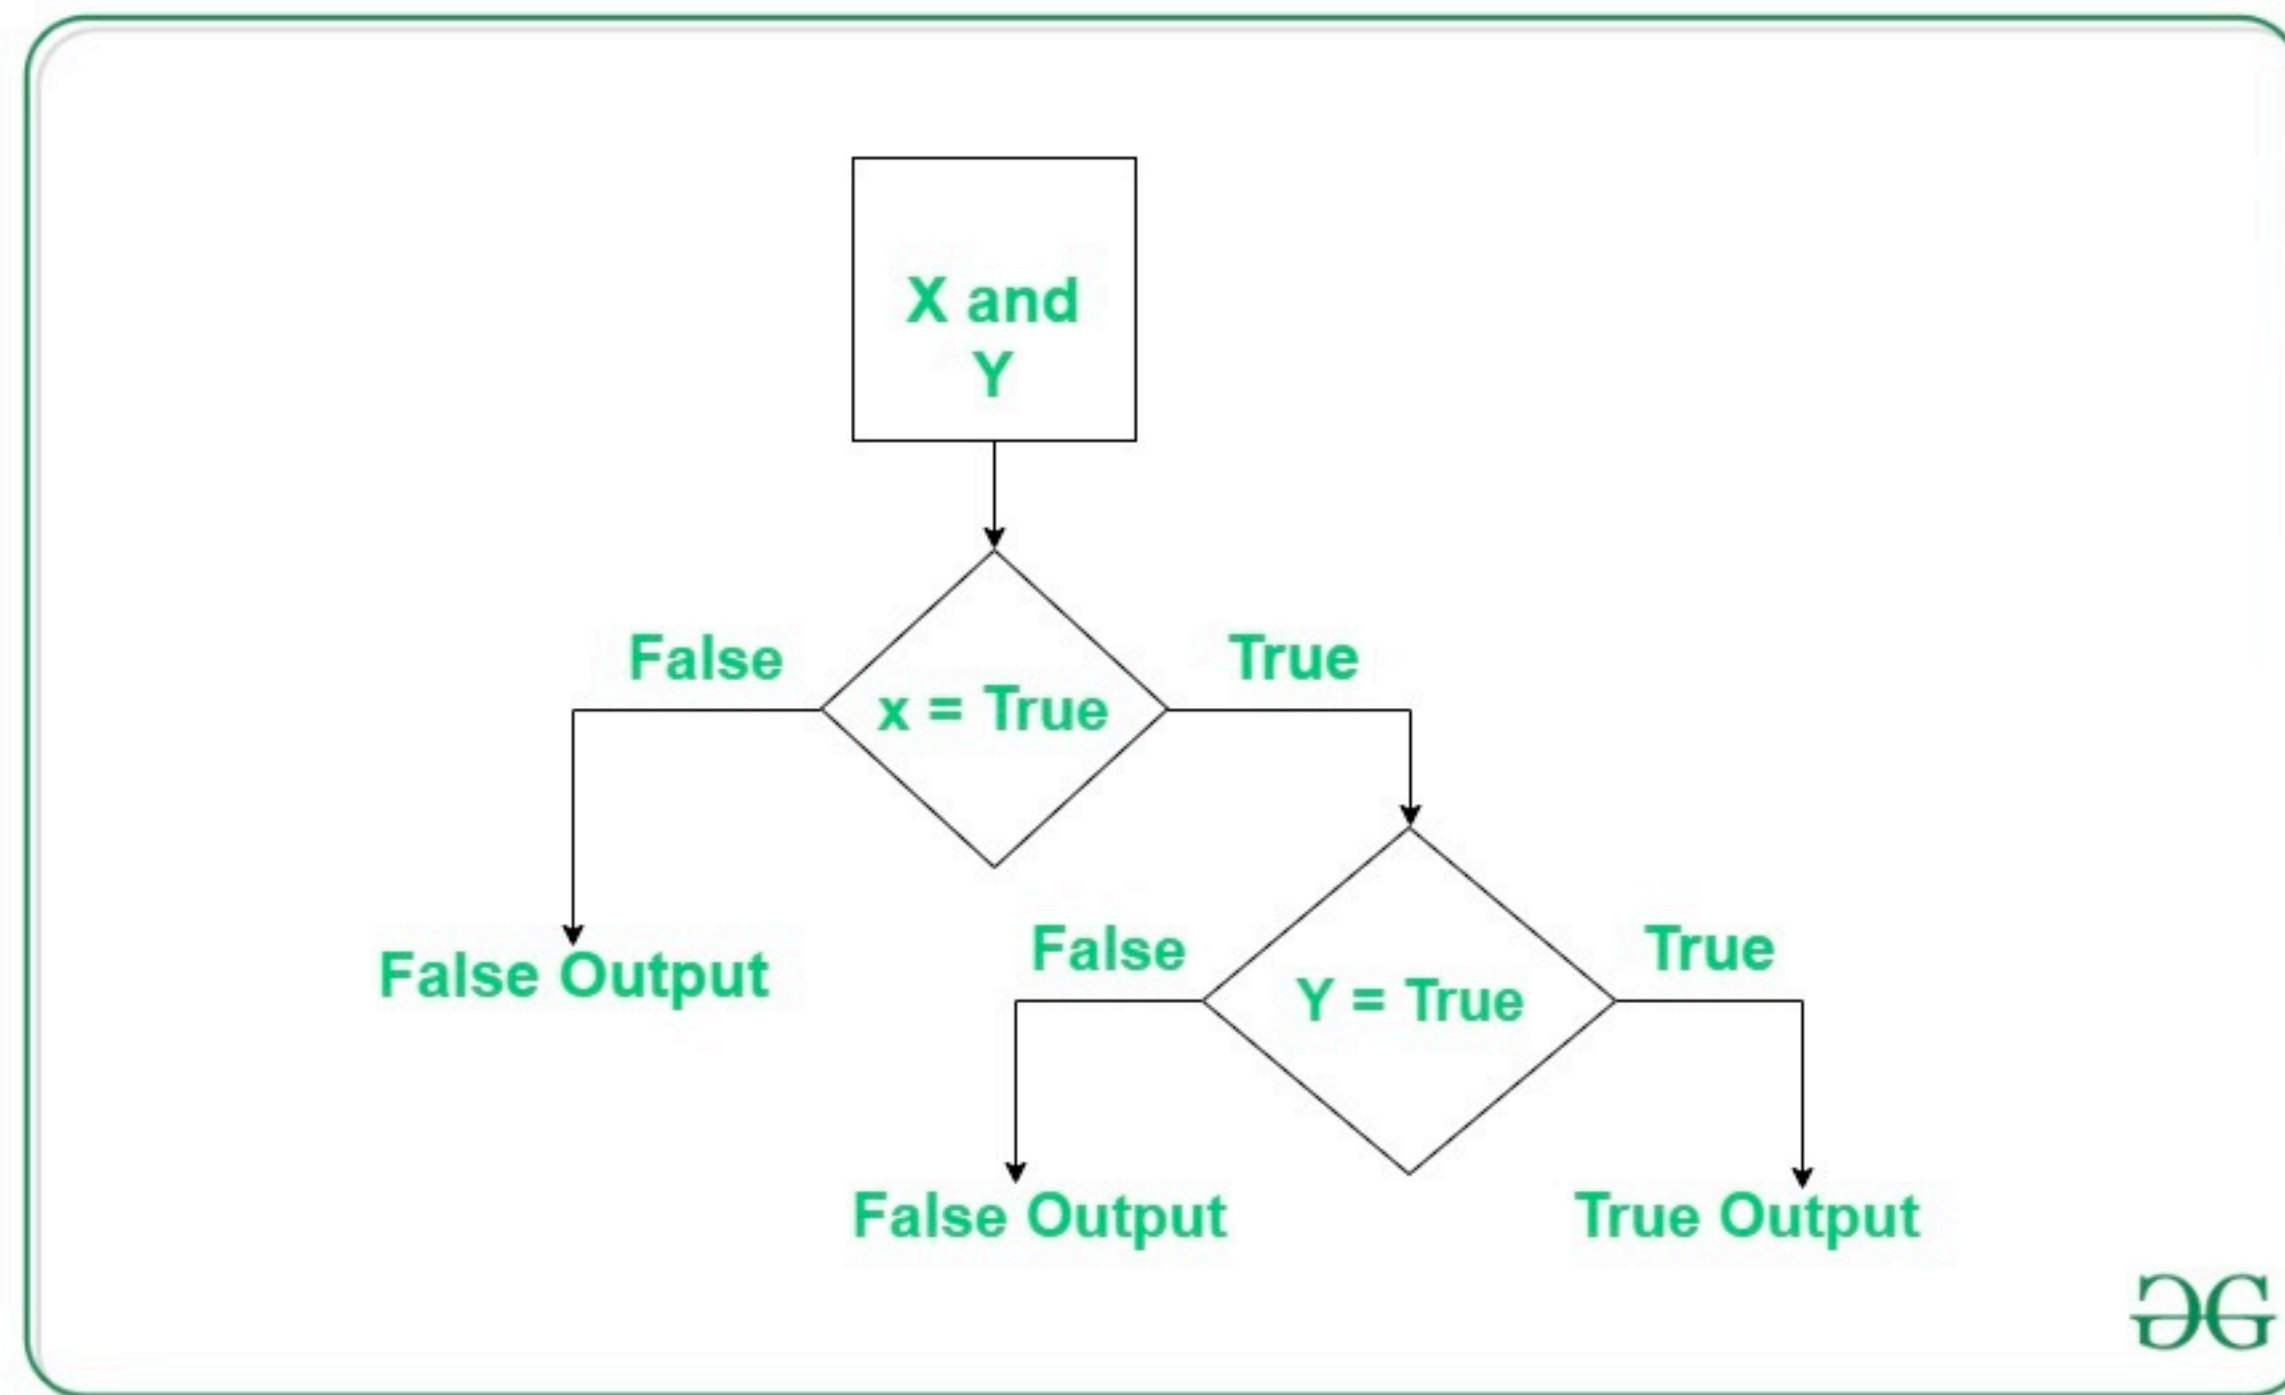 X and
Y
False
True
x = True
False Output
False
True
Y = True
False Output
True Output